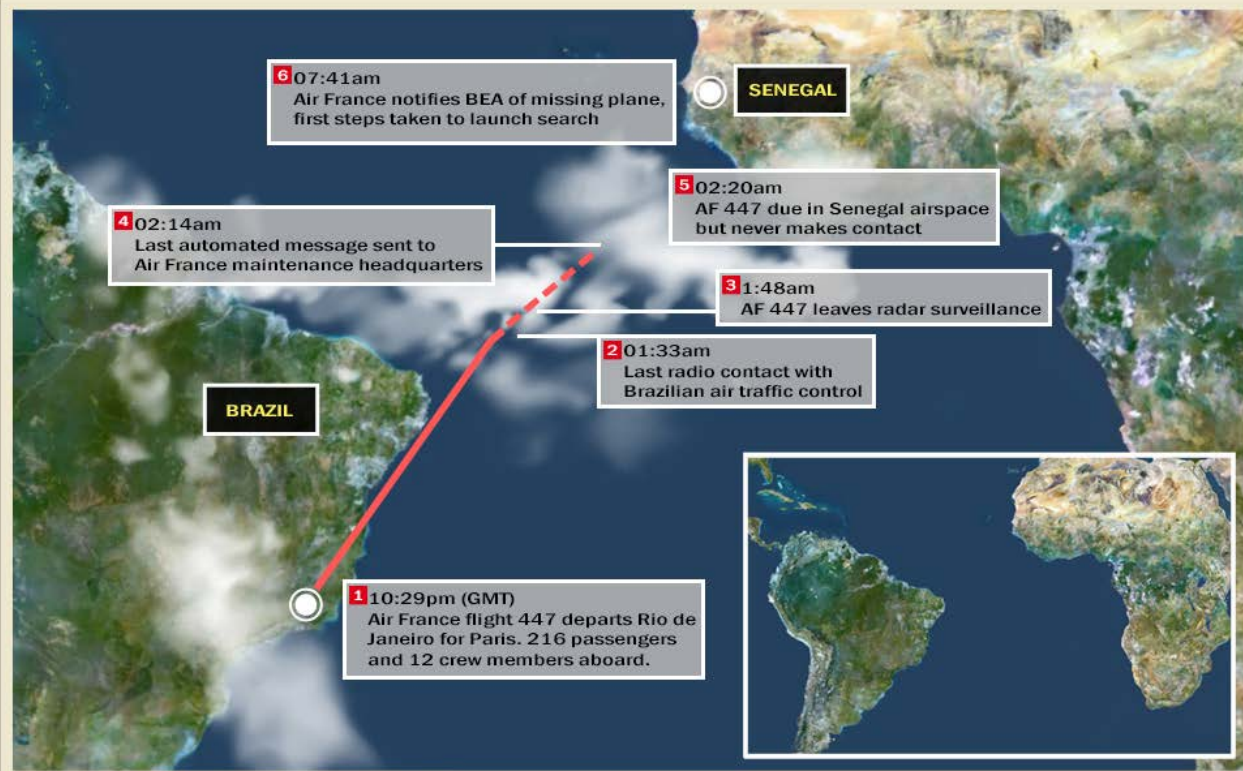 6 07:41am
Air France notifies BEA of missing plane,
first steps taken to launch search
SENEGAL
5 02:20am
AF 447 due in Senegal airspace
but never makes contact
4 02:14am
Last automated message sent to
Air France maintenance headquarters
3 1:48am
AF 447 leaves radar surveillance
2 01:33am
Last radio contact with
Brazilian air traffic control
BRAZIL
1 10:29pm (GMT)
Air France flight 447 departs Rio de
Janeiro for Paris. 216 passengers
and 12 crew members aboard.